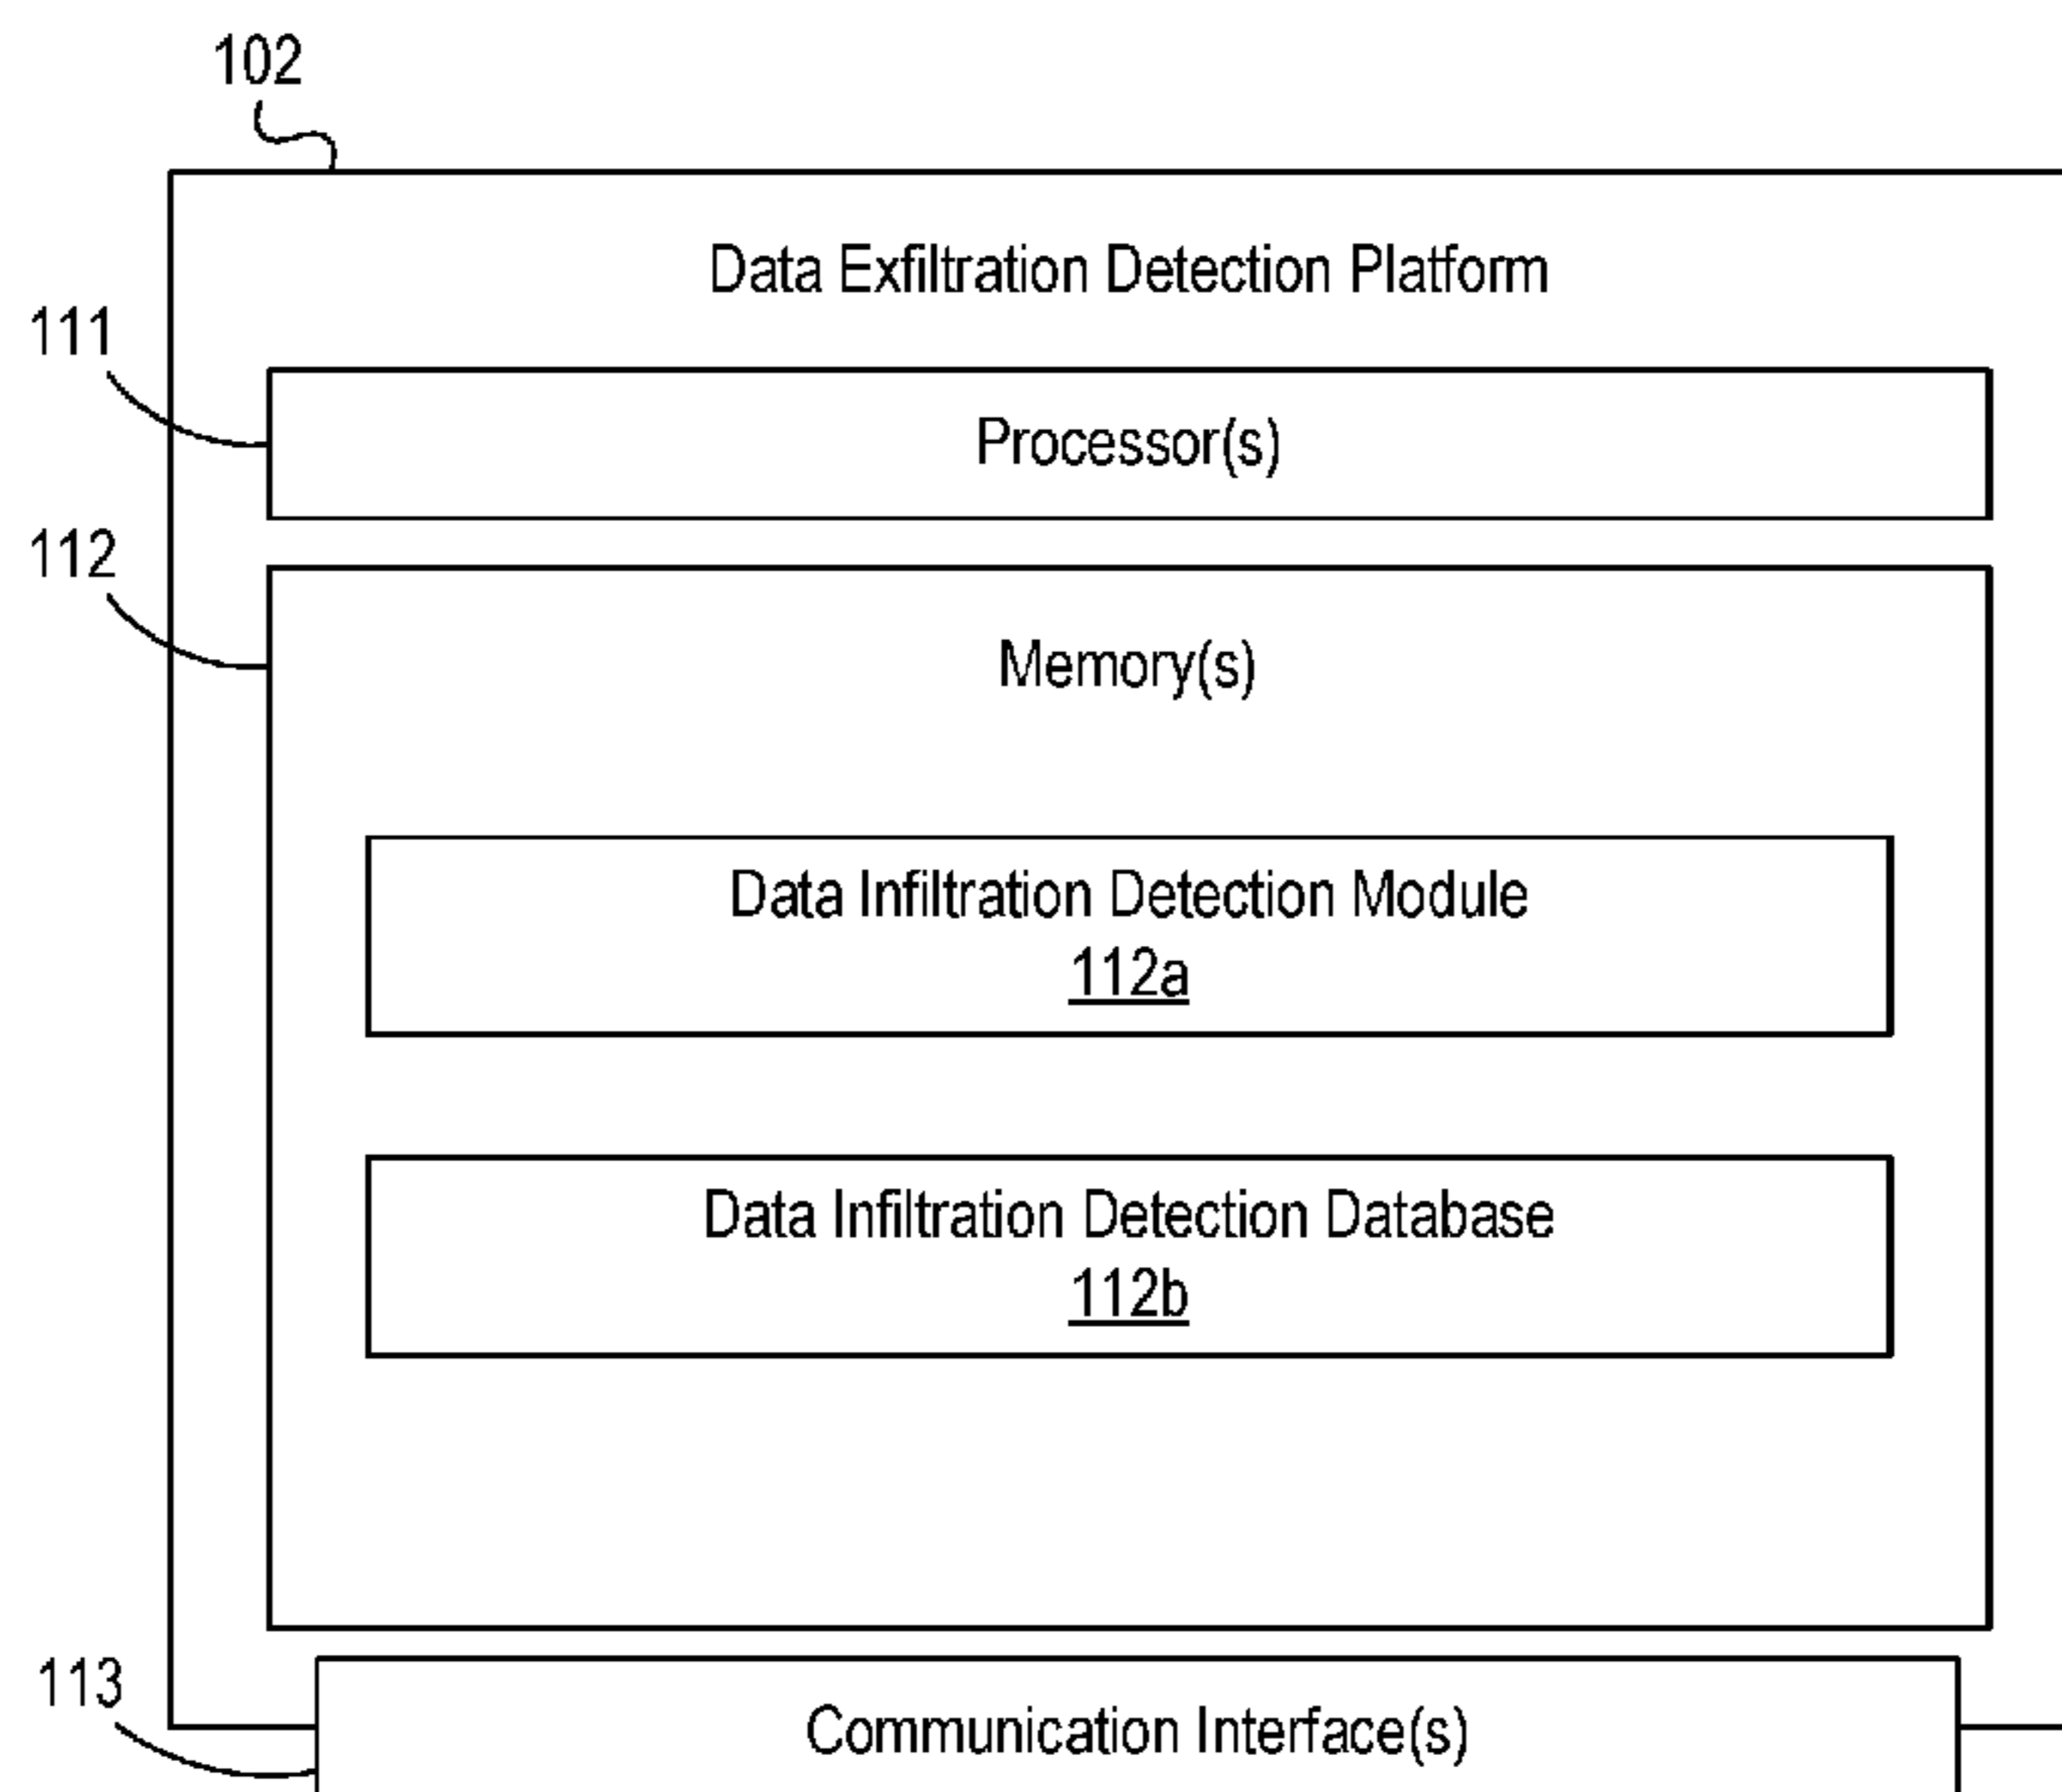 102
Data Exfiltration Detection Platform
111
Processor(s)
112
Memory(s)
Data Infiltration Detection Module
112a
Data Infiltration Detection Database
112b
113
Communication Interface(s)